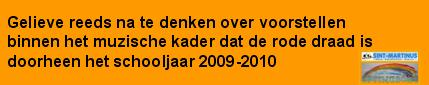 Gelieve reeds na te denken over voorstellen
binnen het muzische kader dat de rode draad is
doorheen het schooljaar 2009-2010
SINT-MARTINUS